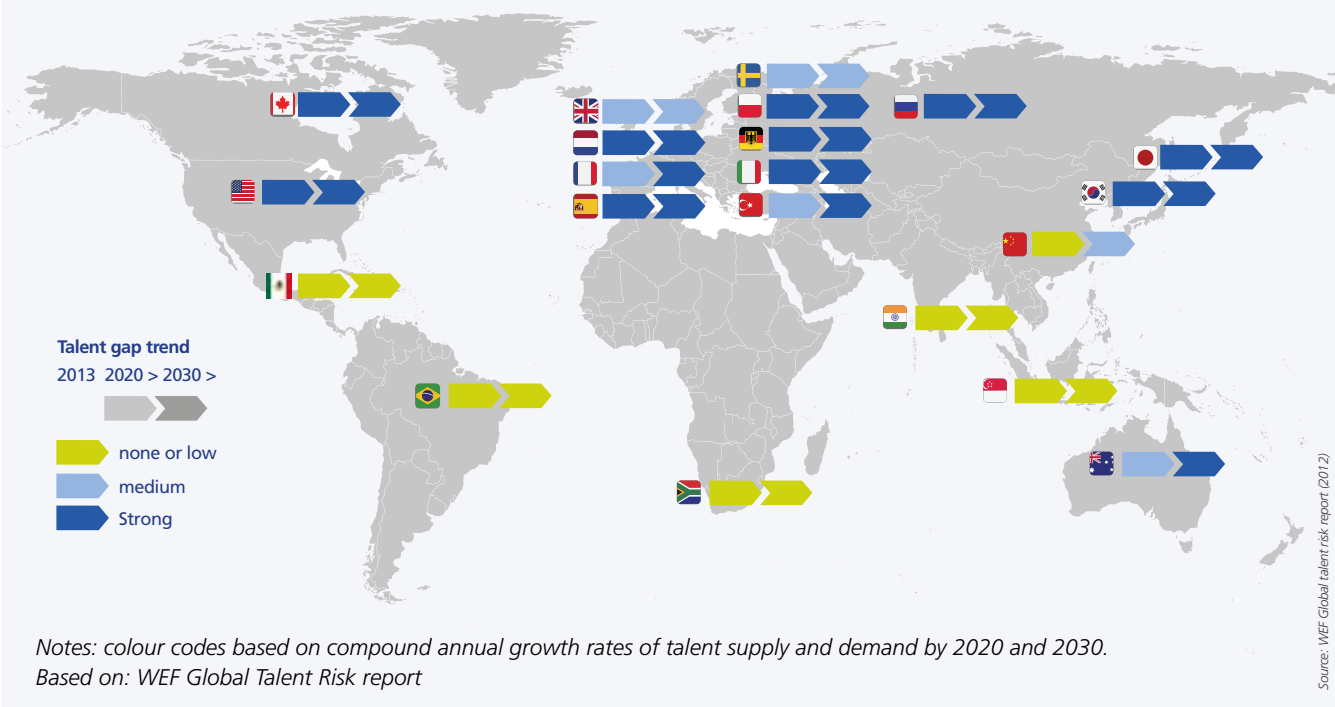 Talent gap trend
2013 2020 > 2030 >
none or low
medium
Strong
Notes: colour codes based on compound annual growth rates of talent supply and demand by 2020 and 2030.
Based on: WEF Global Talent Risk report
Source: WEF Global talent risk report (2012)